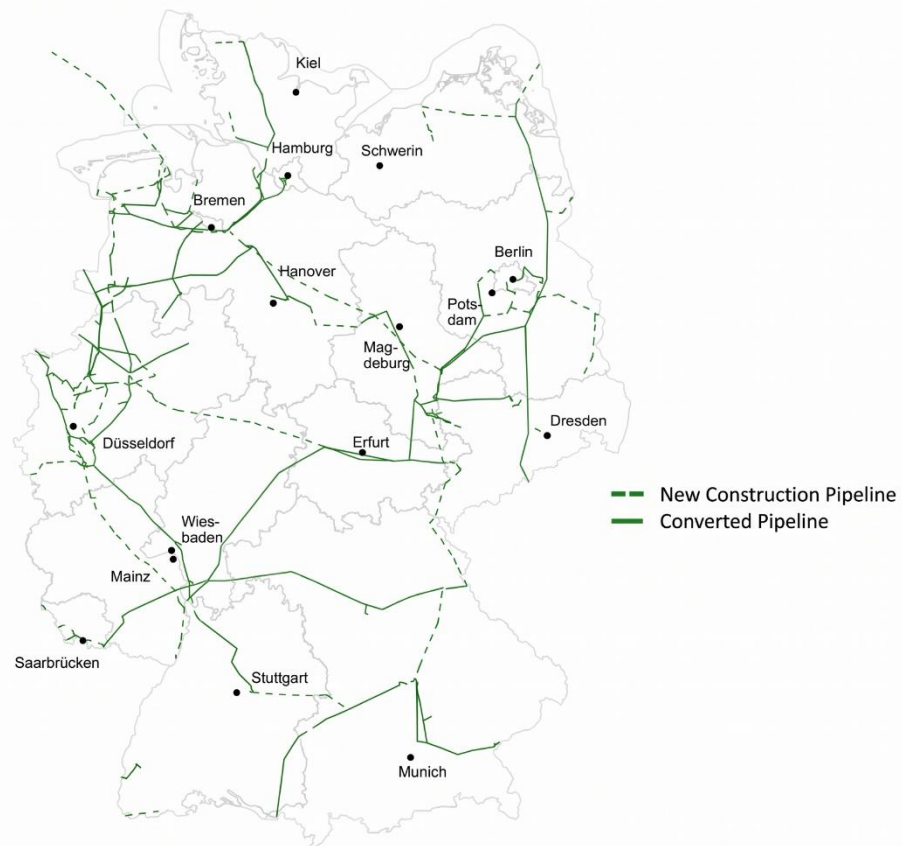 Kiel
Hamburg
Schwerin
Bremen
Berlin
Hanover
Pots-
dam
Mag-
deburg
Dresden
Düsseldorf
Erfurt
New Construction Pipeline
Converted Pipeline
Wies-
baden
Mainz
Saarbrücken
Stuttgart
Munich